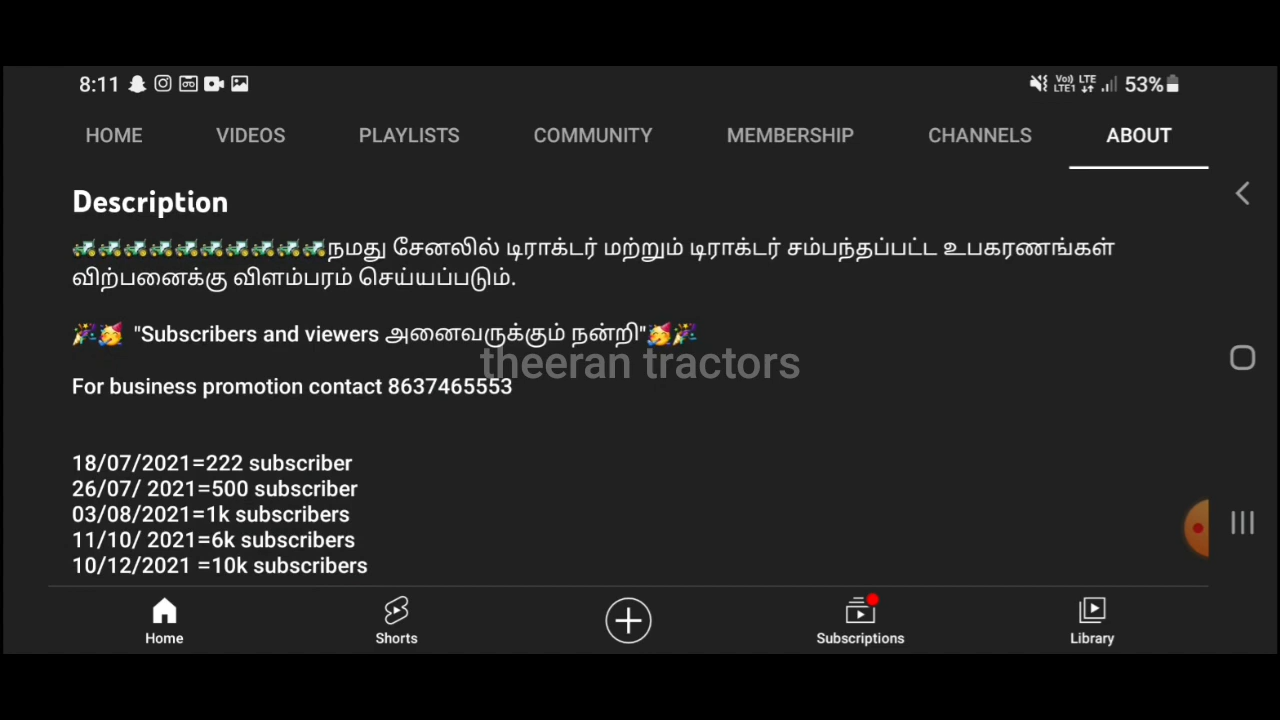 8:11 Vo) LTE LTE1 53%
HOME VIDEOS PLAYLISTS COMMUNITY MEMBERSHIP CHANNELS ABOUT
Description
🚜🚜🚜🚜🚜🚜🚜🚜🚜🚜நமது சேனலில் டிராக்டர் மற்றும் டிராக்டர் சம்பந்தப்பட்ட உபகரணங்கள்
விற்பனைக்கு விளம்பரம் செய்யப்படும்.
🎉🥳 "Subscribers and viewers அனைவருக்கும் நன்றி"🥳🎉
theeran tractors
For business promotion contact 8637465553
18/07/2021=222 subscriber
26/07/ 2021=500 subscriber
03/08/2021=1k subscribers
11/10/ 2021=6k subscribers
10/12/2021 =10k subscribers
Home Shorts Subscriptions Library